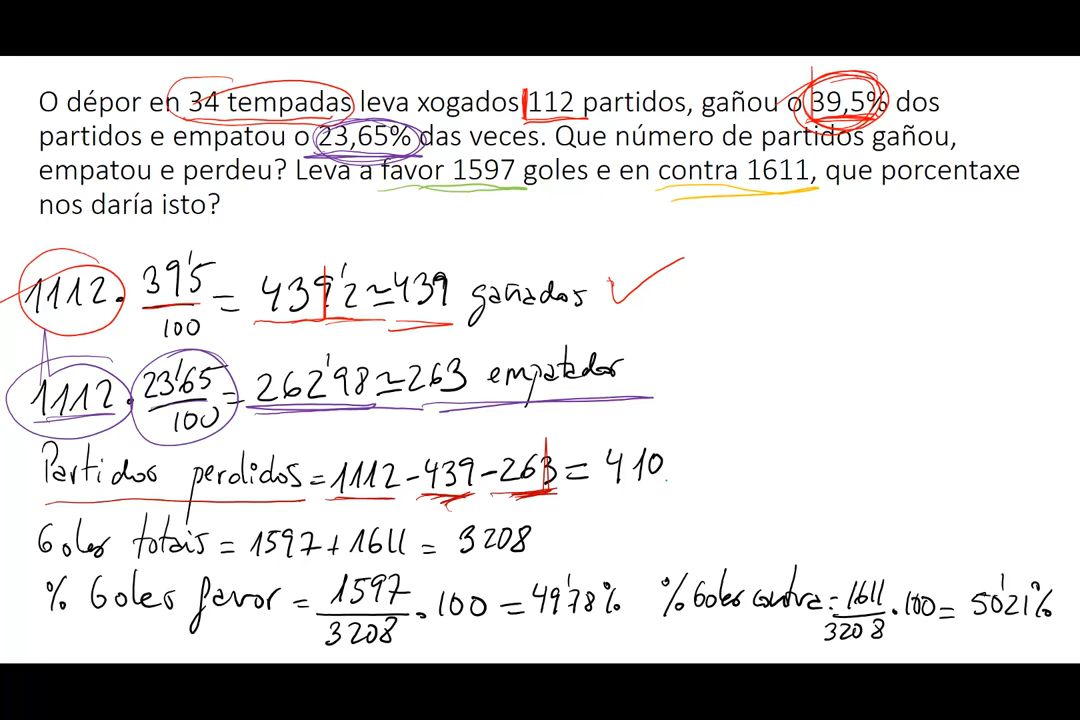 O dépor en 34 tempadas leva xogados 112 partidos, gañou o 39,5% dos
partidos e empatou o 23,65% das veces. Que número de partidos gañou,
empatou e perdeu? Leva a favor 1597 goles e en contra 1611, que porcentaxe
nos daría isto?
1112 · 39'5/100 = 439'2 ≃ 439 gañados ✓
1112 · 23'65/100 = 262'98 ≃ 263 empatados
Partidos perdidos = 1112 - 439 - 263 = 410
Goles totais = 1597 + 1611 = 3208
% Goles favor = 1597/3208 · 100 = 49'78% % Goles contra = 1611/3208 · 100 = 50'21%